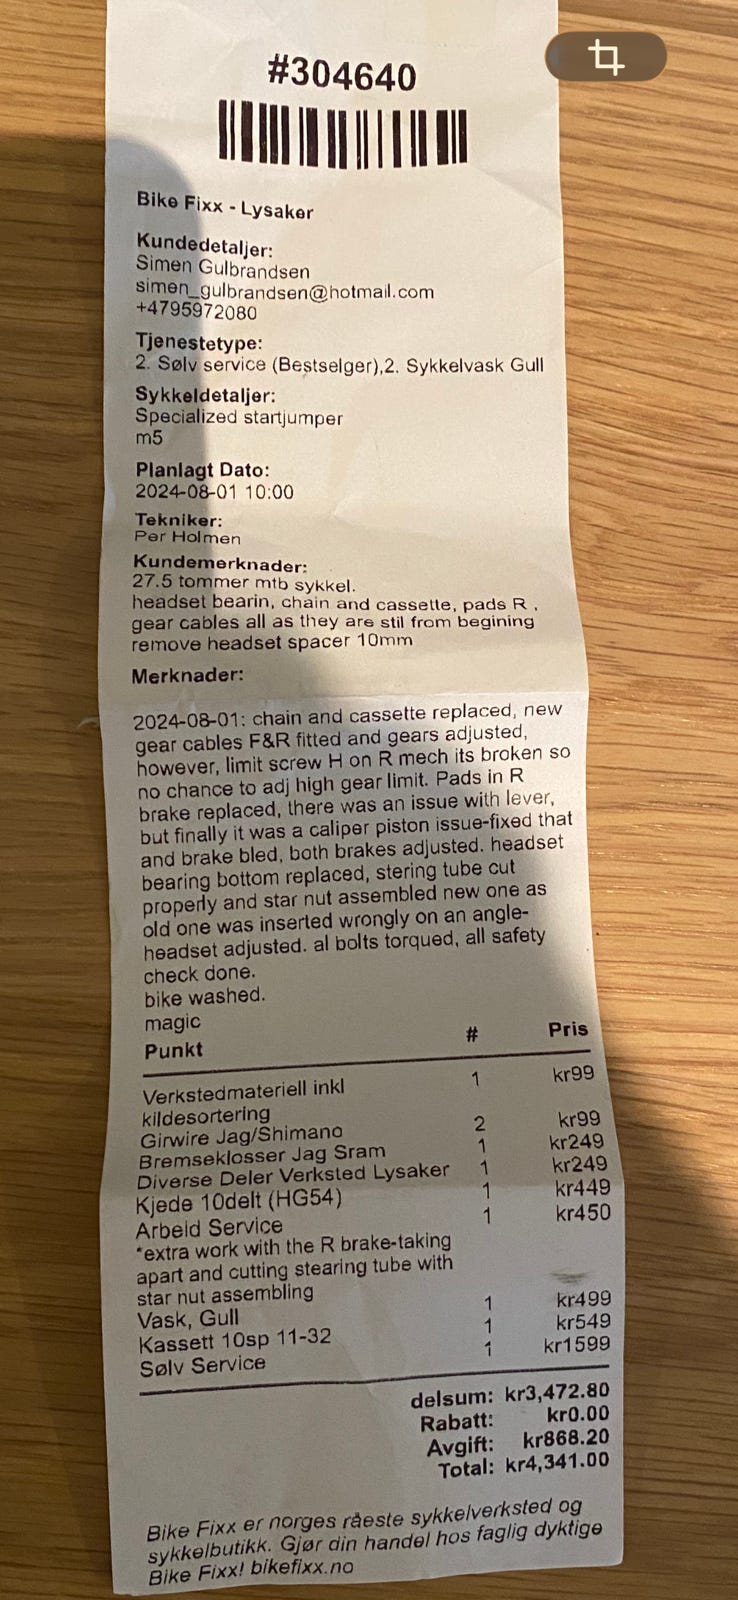 #304640
Bike Fixx - Lysaker
Kundedetaljer:
Simen Gulbrandsen
simen_gulbrandsen@hotmail.com
+4795972080
Tjenestetype:
2. Sølv service (Bestselger),2. Sykkelvask Gull
Sykkeldetaljer:
Specialized startjumper
m5
Planlagt Dato:
2024-08-01 10:00
Tekniker:
Per Holmen
Kundemerknader:
27.5 tommer mtb sykkel.
headset bearin, chain and cassette, pads R ,
gear cables all as they are stil from begining
remove headset spacer 10mm
Merknader:
2024-08-01: chain and cassette replaced, new
gear cables F&R fitted and gears adjusted,
however, limit screw H on R mech its broken so
no chance to adj high gear limit. Pads in R
brake replaced, there was an issue with lever,
but finally it was a caliper piston issue-fixed that
and brake bled, both brakes adjusted. headset
bearing bottom replaced, stering tube cut
properly and star nut assembled new one as
old one was inserted wrongly on an angle-
headset adjusted. al bolts torqued, all safety
check done.
bike washed.
magic
Punkt # Pris
Verkstedmateriell inkl 1 kr99
kildesortering
Girwire Jag/Shimano 2 kr99
Bremseklosser Jag Sram 1 kr249
Diverse Deler Verksted Lysaker 1 kr249
Kjede 10delt (HG54) 1 kr449
Arbeid Service 1 kr450
*extra work with the R brake-taking
apart and cutting stearing tube with
star nut assembling
Vask, Gull 1 kr499
Kassett 10sp 11-32 1 kr549
Sølv Service 1 kr1599
delsum: kr3,472.80
Rabatt: kr0.00
Avgift: kr868.20
Total: kr4,341.00
Bike Fixx er norges råeste sykkelverksted og
sykkelbutikk. Gjør din handel hos faglig dyktige
Bike Fixx! bikefixx.no